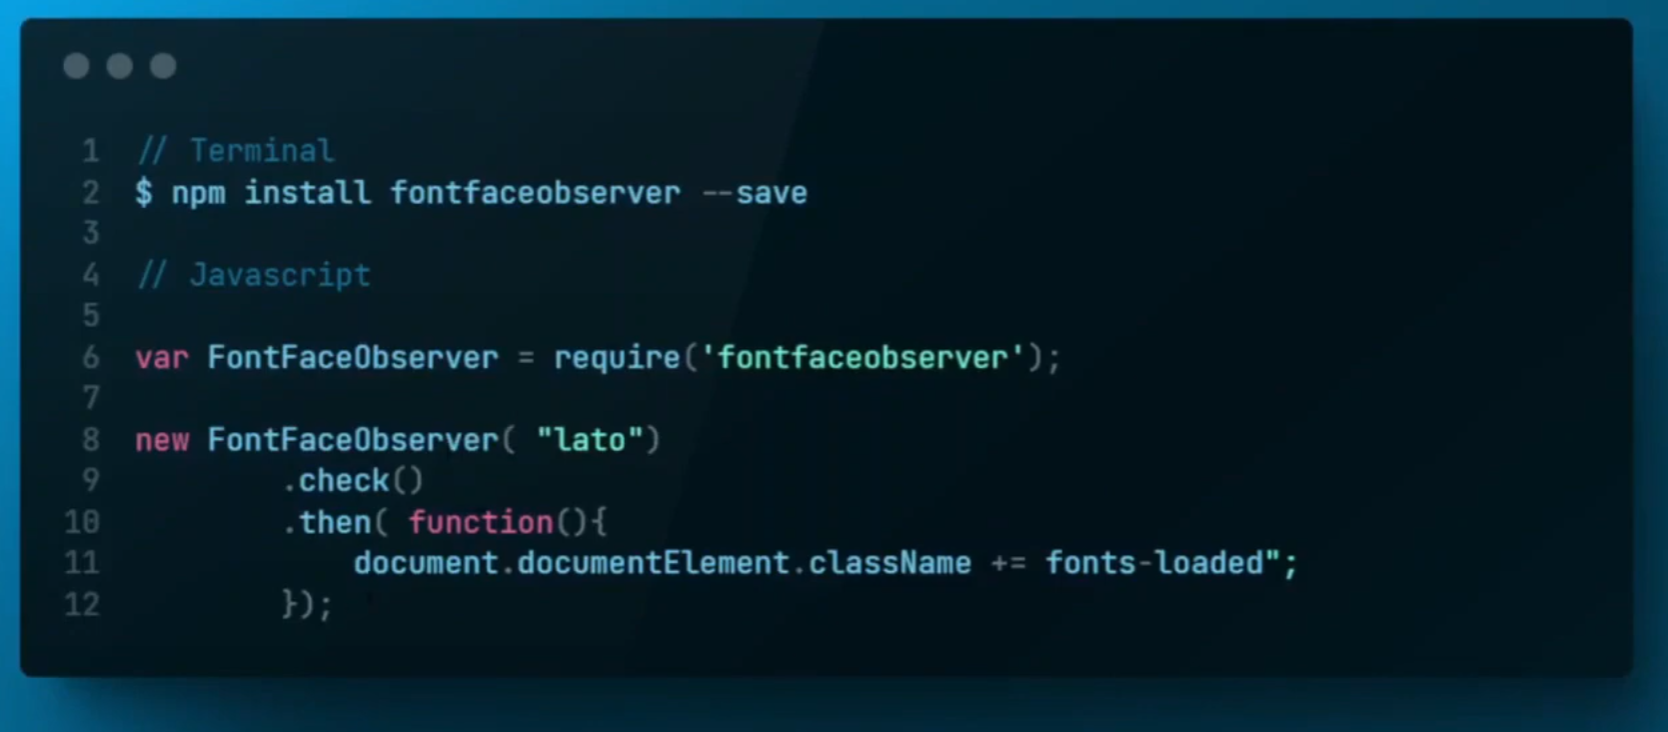 1 // Terminal
2 $ npm install fontfaceobserver --save
3
4 // Javascript
5
6 var FontFaceObserver = require('fontfaceobserver');
7
8 new FontFaceObserver( "lato")
9 .check()
10 .then( function(){
11 document.documentElement.className += fonts-loaded";
12 });